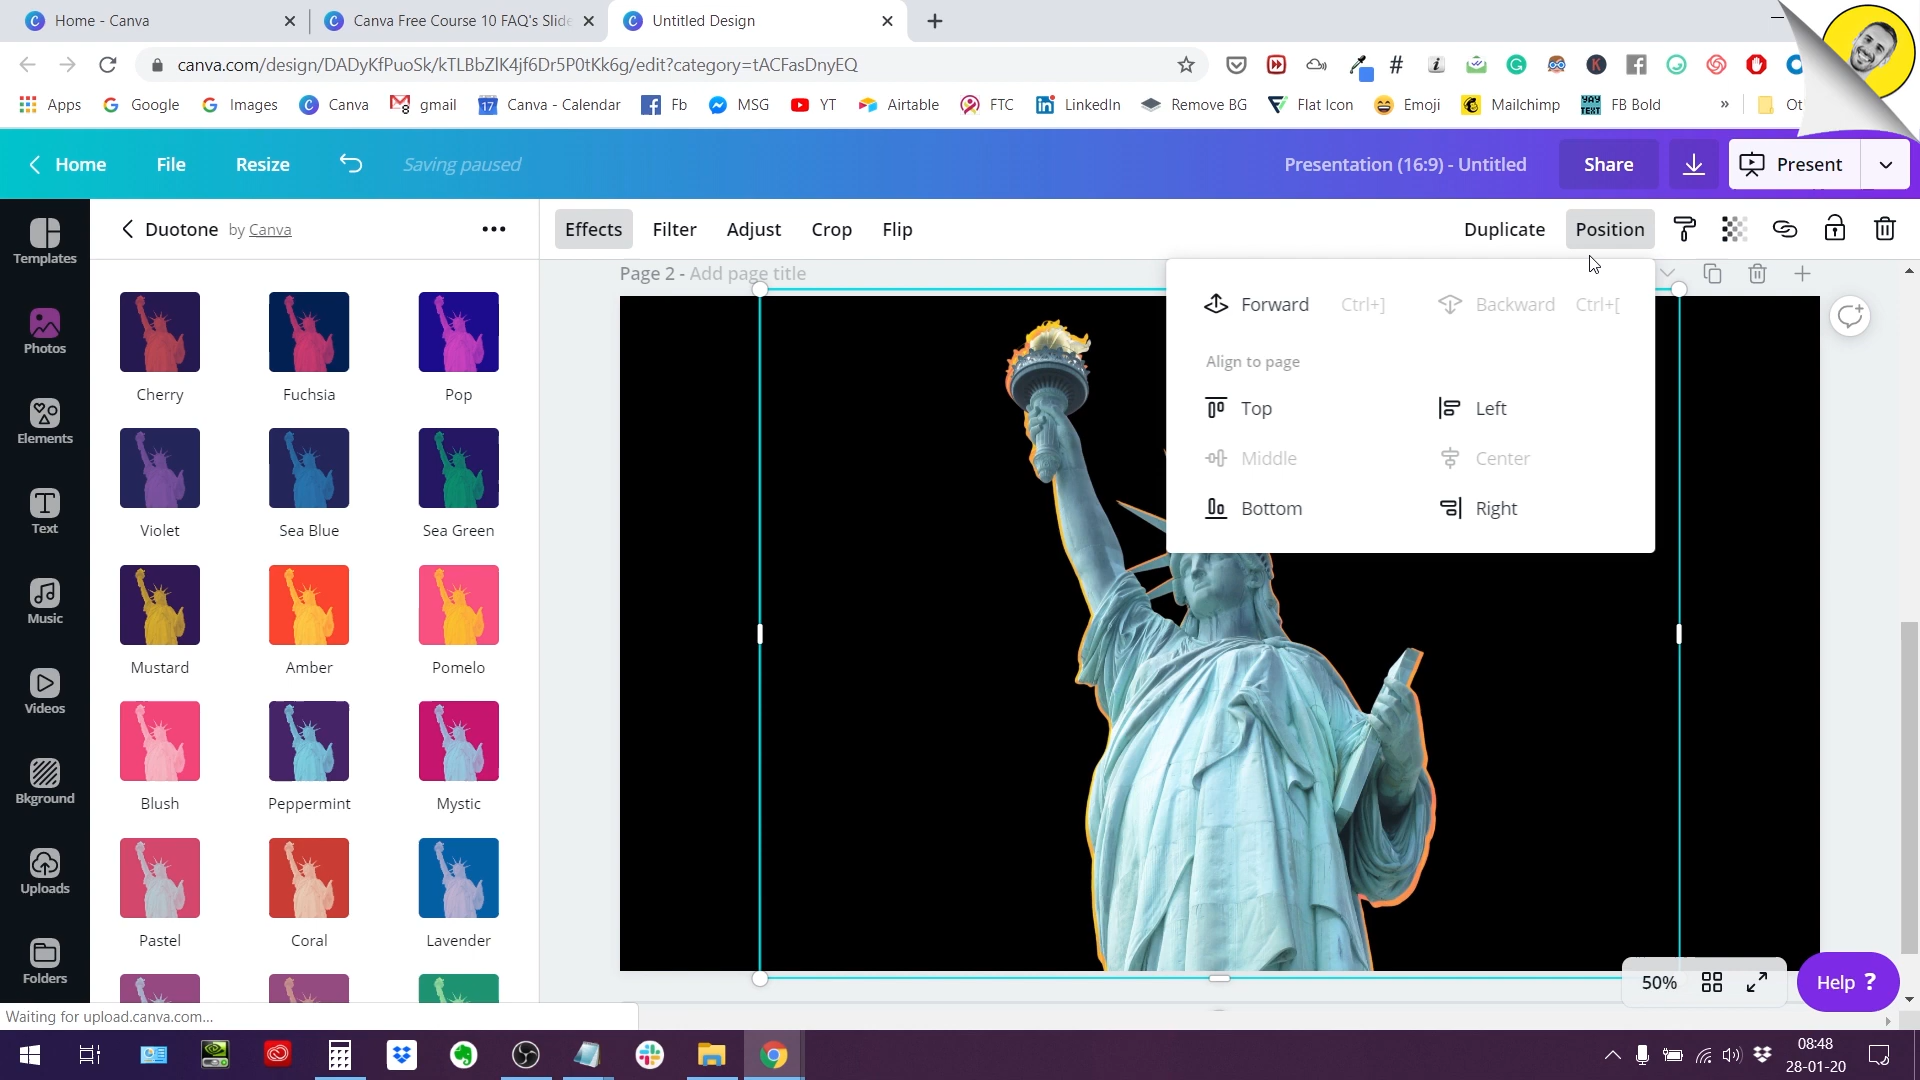 Home - Canva
Canva Free Course 10 FAQ's Slide
Untitled Design
canva.com/design/DADyKfPuoSk/kTLBbZlK4jf6Dr5P0tKk6g/edit?category=tACFasDnyEQ
Apps Google Images Canva gmail 17 Canva - Calendar Fb MSG YT Airtable FTC LinkedIn Remove BG Flat Icon Emoji Mailchimp YAY TEXT FB Bold » Ot
Home File Resize Saving paused Presentation (16:9) - Untitled Share Present
Duotone by Canva
Effects Filter Adjust Crop Flip Duplicate Position
Templates
Photos
Elements
Text
Music
Videos
Bkground
Uploads
Folders
Cherry Fuchsia Pop
Violet Sea Blue Sea Green
Mustard Amber Pomelo
Blush Peppermint Mystic
Pastel Coral Lavender
Page 2 - Add page title
Forward Ctrl+] Backward Ctrl+[
Align to page
Top Left
Middle Center
Bottom Right
50%
Help ?
Waiting for upload.canva.com...
08:48
28-01-20